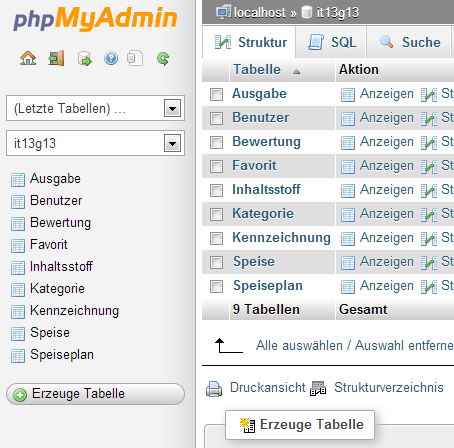 phpMyAdmin
(Letzte Tabellen) ...
it13g13
Ausgabe
Benutzer
Bewertung
Favorit
Inhaltsstoff
Kategorie
Kennzeichnung
Speise
Speiseplan
Erzeuge Tabelle
localhost » it13g13
Struktur SQL Suche
Tabelle Aktion
Ausgabe Anzeigen St
Benutzer Anzeigen St
Bewertung Anzeigen St
Favorit Anzeigen St
Inhaltsstoff Anzeigen St
Kategorie Anzeigen St
Kennzeichnung Anzeigen St
Speise Anzeigen St
Speiseplan Anzeigen St
9 Tabellen Gesamt
Alle auswählen / Auswahl entferne
Druckansicht Strukturverzeichnis
Erzeuge Tabelle